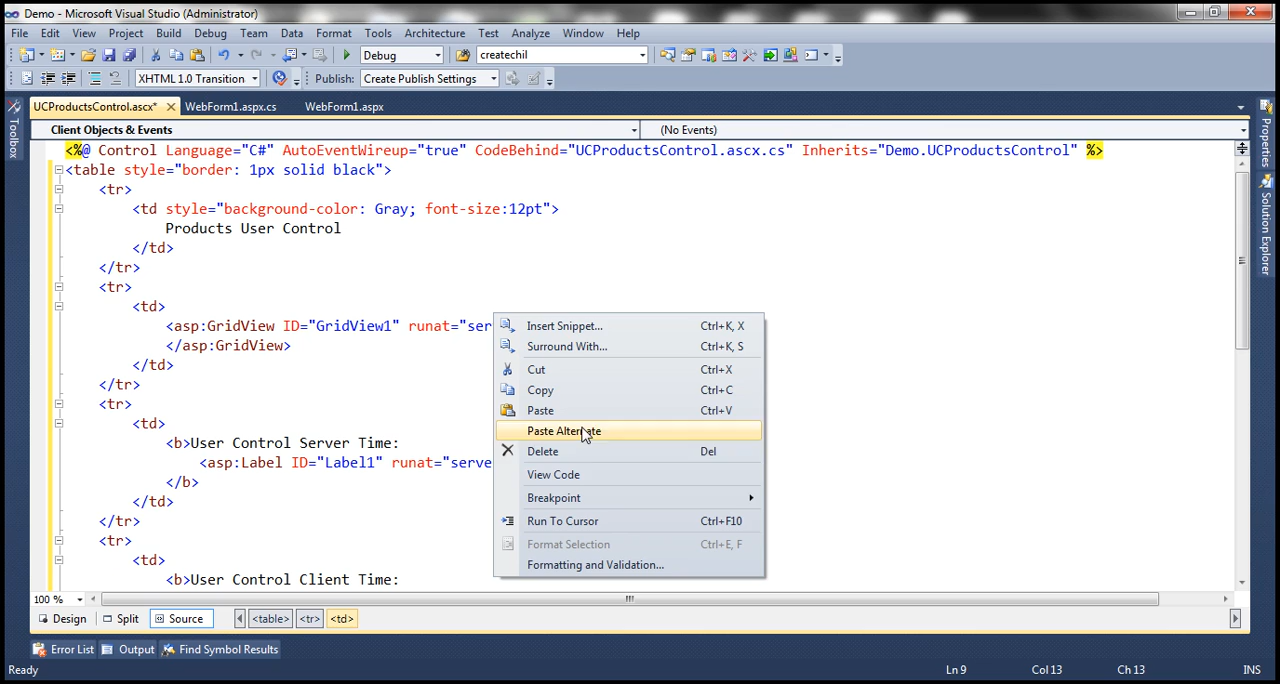 Demo - Microsoft Visual Studio (Administrator)
File Edit View Project Build Debug Team Data Format Tools Architecture Test Analyze Window Help
Debug createchil
XHTML 1.0 Transition Publish: Create Publish Settings
UCProductsControl.ascx* WebForm1.aspx.cs WebForm1.aspx
Client Objects & Events (No Events)
<%@ Control Language="C#" AutoEventWireup="true" CodeBehind="UCProductsControl.ascx.cs" Inherits="Demo.UCProductsControl" %>
<table style="border: 1px solid black">
<tr>
<td style="background-color: Gray; font-size:12pt">
Products User Control
</td>
</tr>
<tr>
<td>
<asp:GridView ID="GridView1" runat="ser
</asp:GridView>
</td>
</tr>
<tr>
<td>
<b>User Control Server Time:
<asp:Label ID="Label1" runat="serve
</b>
</td>
</tr>
<tr>
<td>
<b>User Control Client Time:
Insert Snippet... Ctrl+K, X
Surround With... Ctrl+K, S
Cut Ctrl+X
Copy Ctrl+C
Paste Ctrl+V
Paste Alternate
Delete Del
View Code
Breakpoint
Run To Cursor Ctrl+F10
Format Selection Ctrl+E, F
Formatting and Validation...
Toolbox
Properties
Solution Explorer
100 %
Design Split Source <table> <tr> <td>
Error List Output Find Symbol Results
Ready Ln 9 Col 13 Ch 13 INS